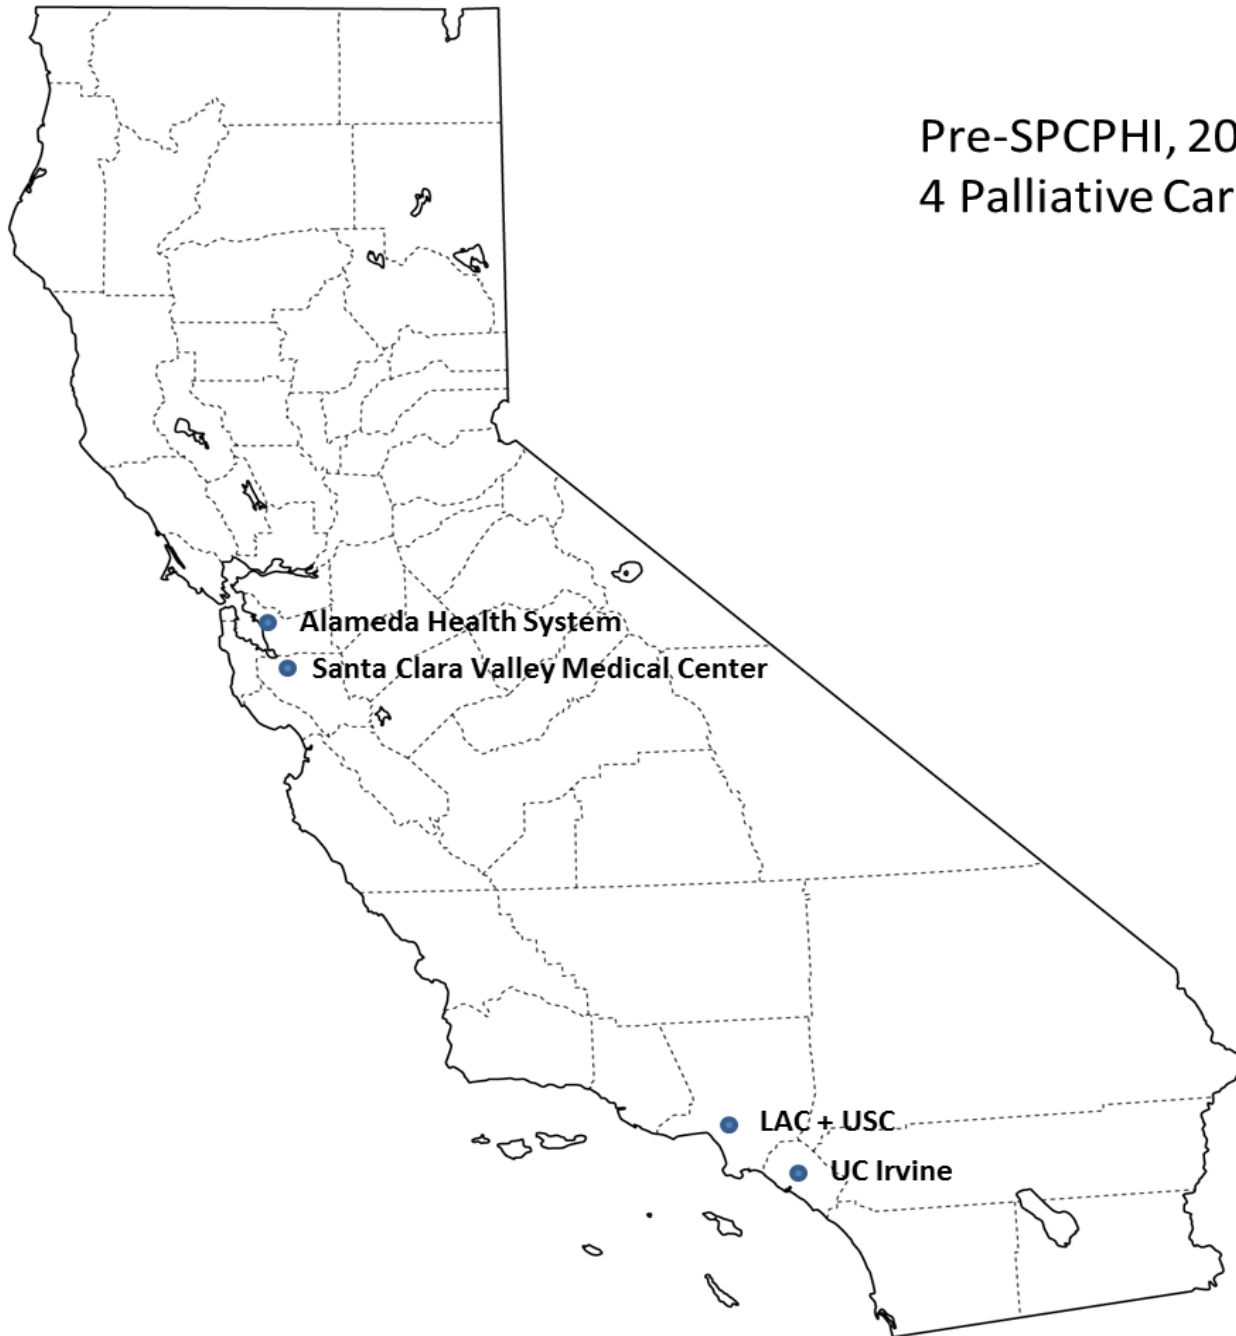 Pre-SPCPHI, 20
4 Palliative Car
Alameda Health System
Santa Clara Valley Medical Center
LAC + USC
UC Irvine